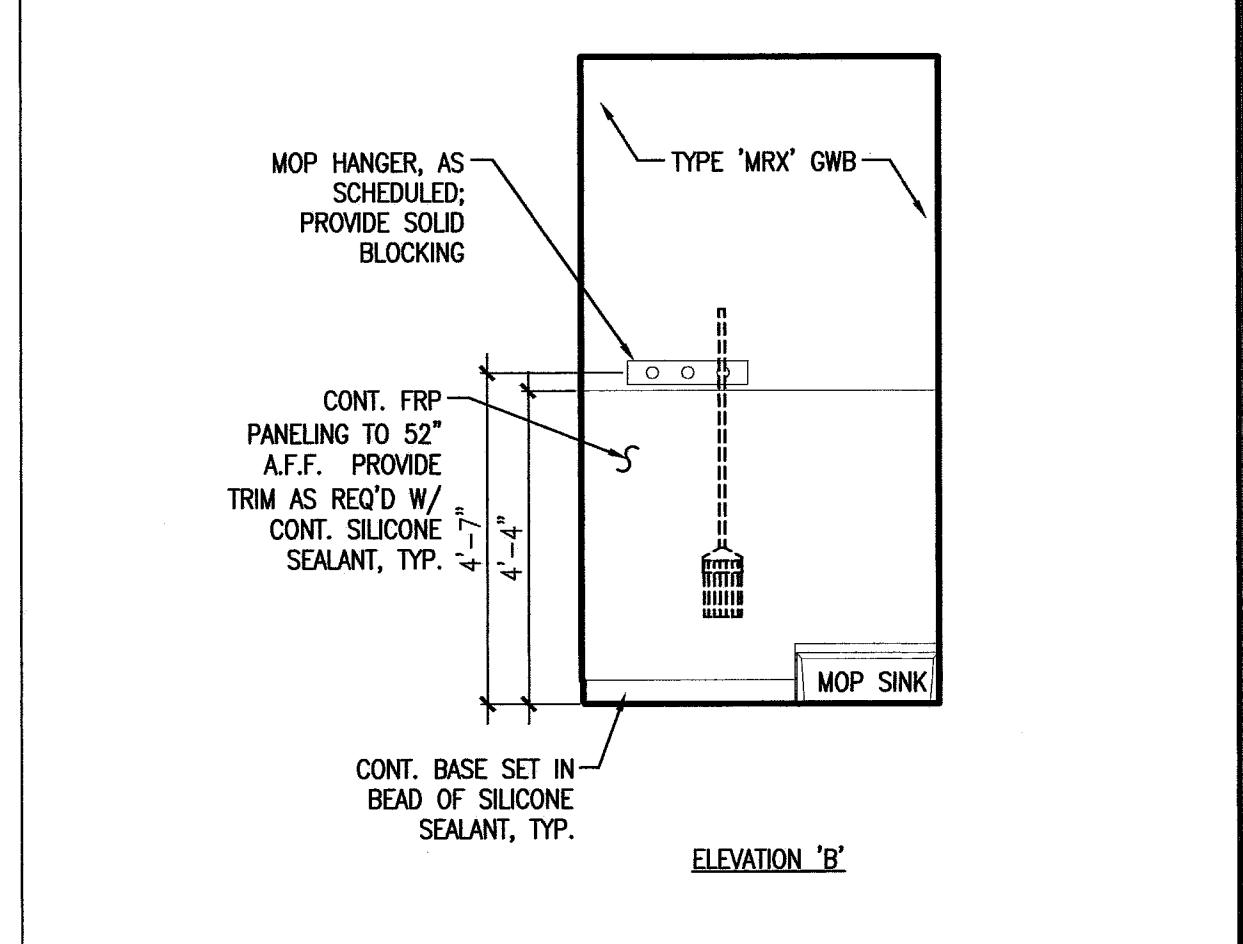 TYPE 'MRX' GWB
MOP HANGER, AS
SCHEDULED;
PROVIDE SOLID
BLOCKING
CONT. FRP
PANELING TO 52"
A.F.F. PROVIDE
TRIM AS REQ'D W/
CONT. SILICONE
SEALANT, TYP.
4'-7"
4'-4"
MOP SINK
CONT. BASE SET IN
BEAD OF SILICONE
SEALANT, TYP.
ELEVATION 'B'